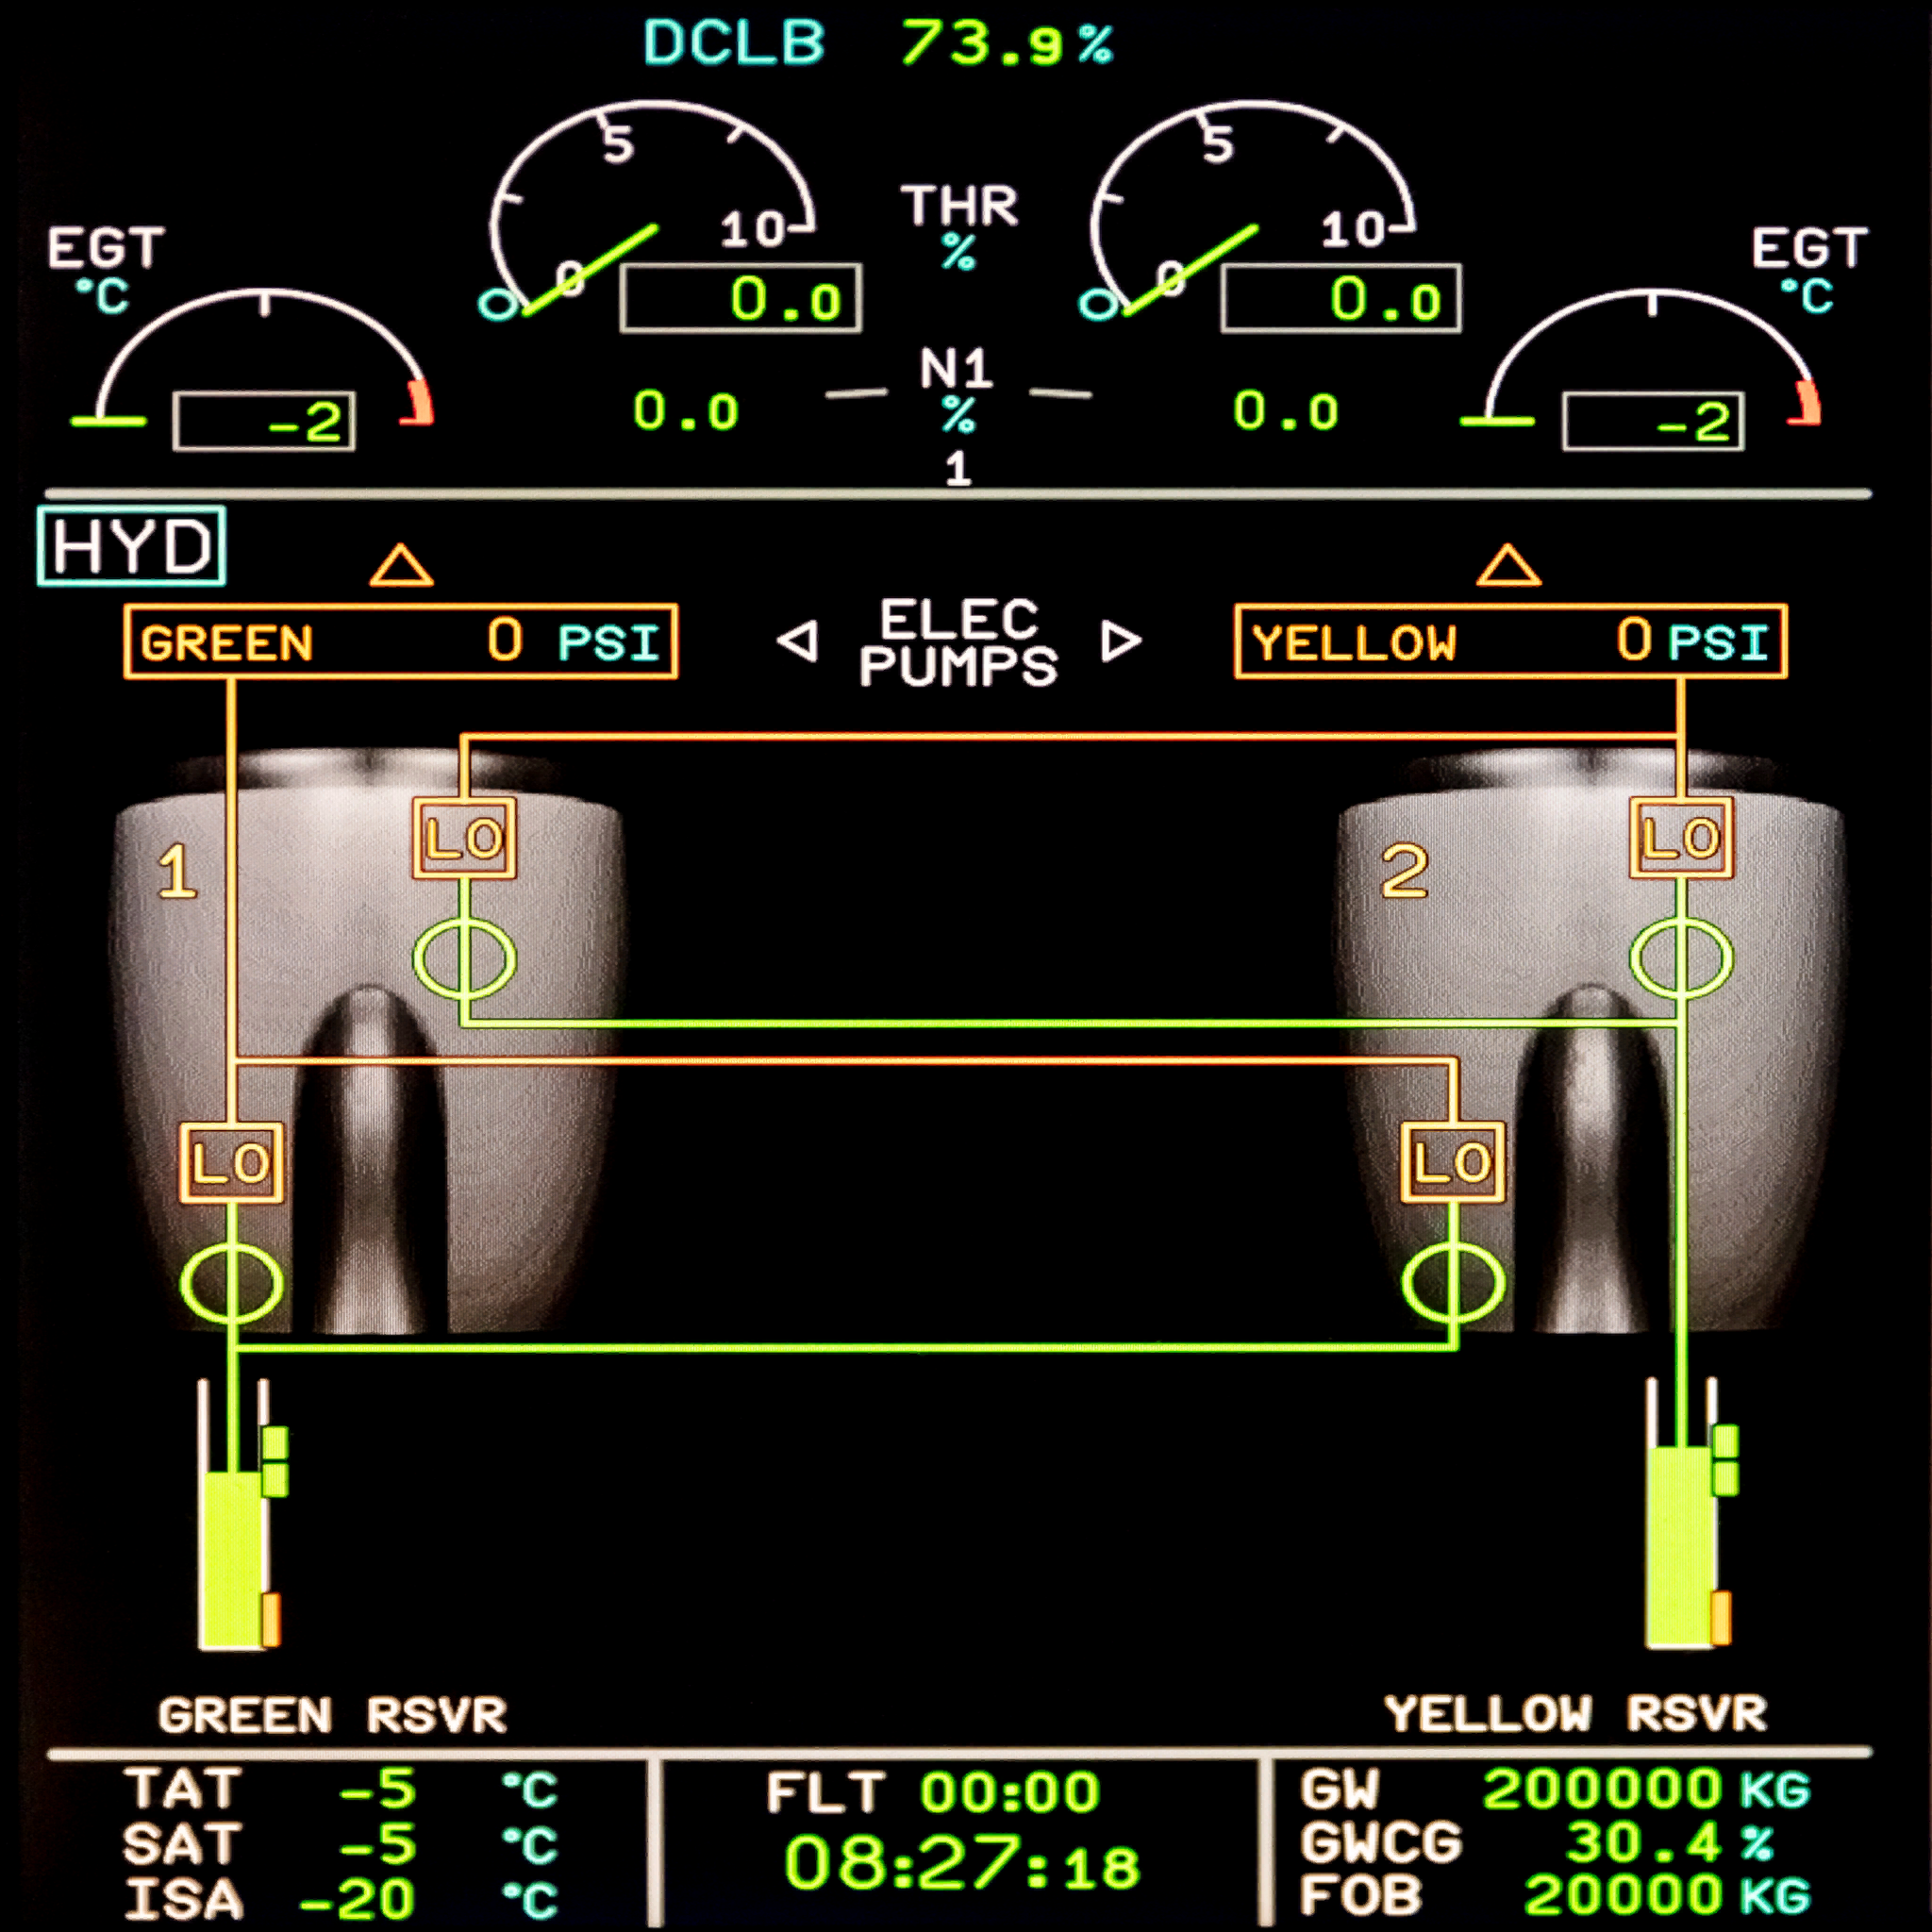 DCLB 73.9%
5 5
10 THR 10
0 % 0
EGT EGT
°C 0.0 0.0 °C
N1
-2 0.0 % 0.0 -2
1
HYD
GREEN 0 PSI ELEC PUMPS YELLOW 0 PSI
LO LO
1 2
LO LO
GREEN RSVR YELLOW RSVR
TAT -5 °C FLT 00:00 GW 200000 KG
SAT -5 °C 08:27:18 GWCG 30.4 %
ISA -20 °C FOB 20000 KG